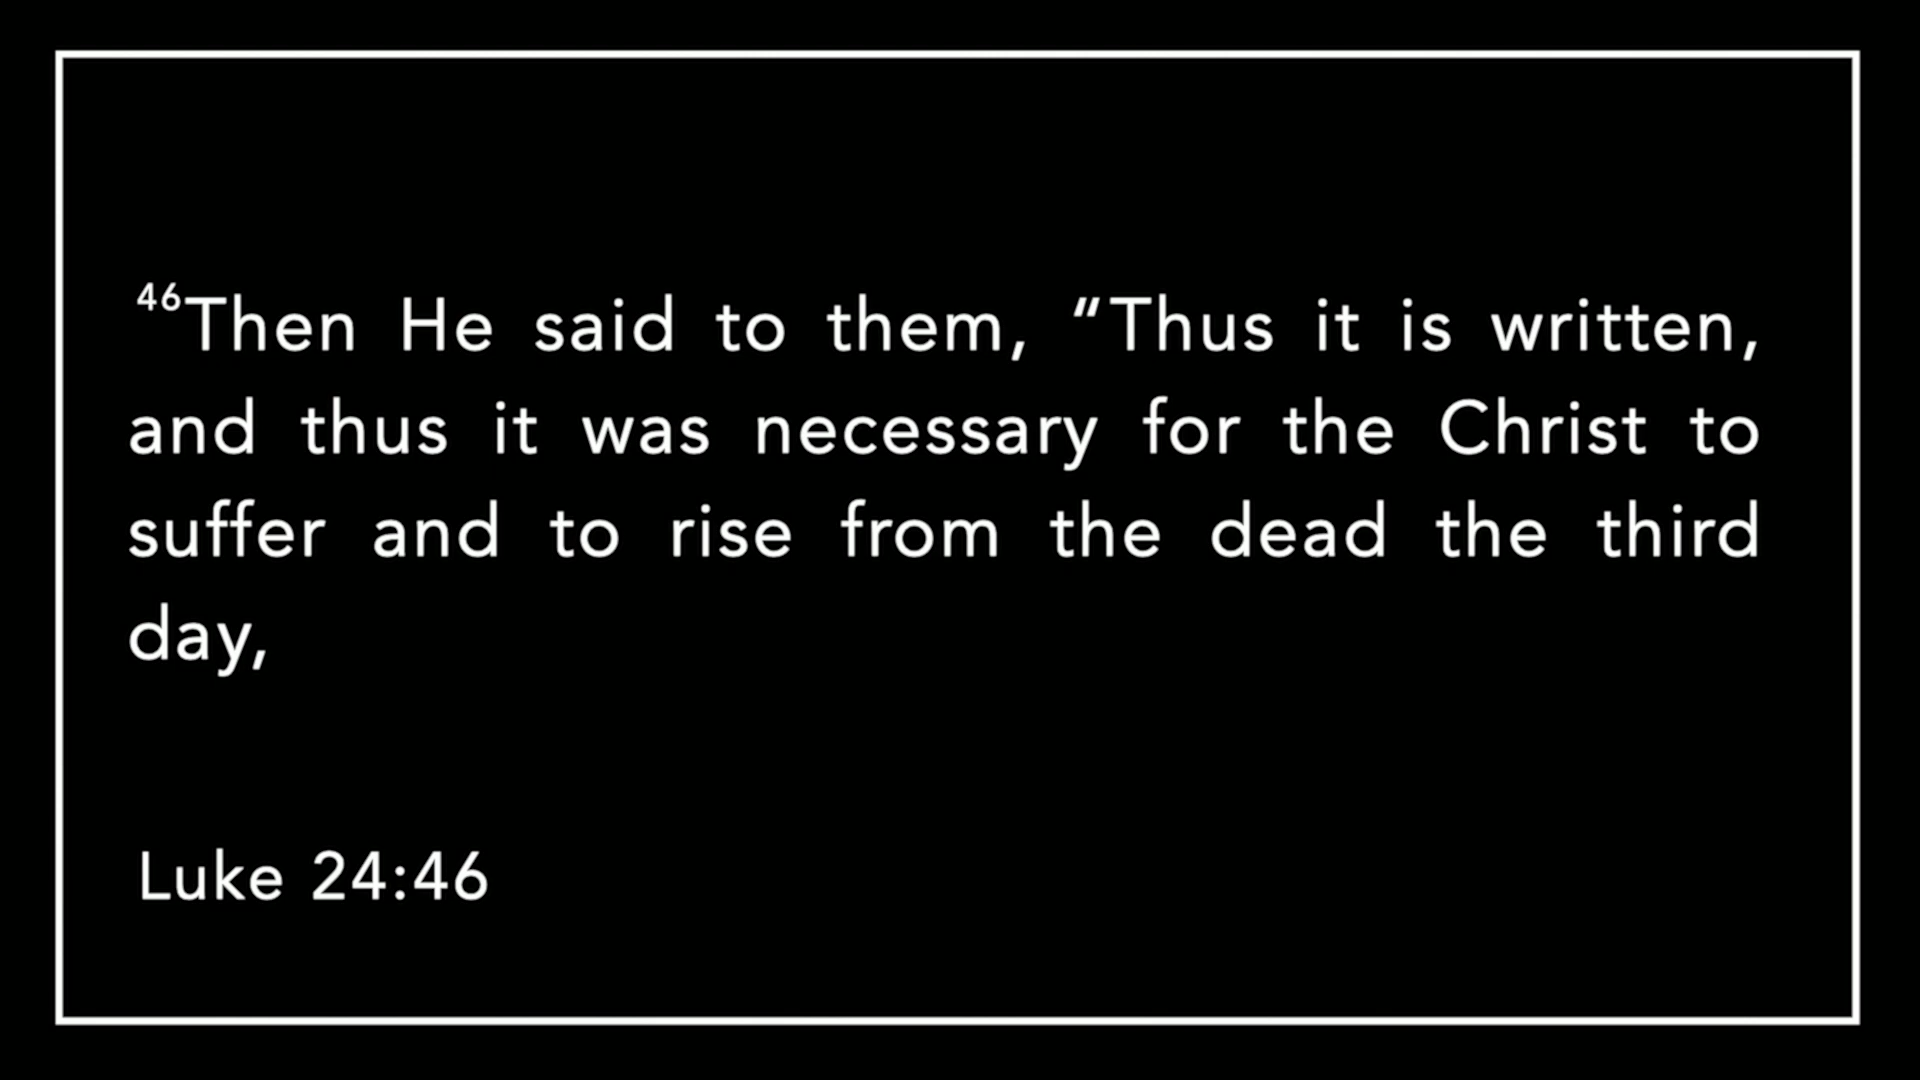 46Then He said to them, “Thus it is written,
and thus it was necessary for the Christ to
suffer and to rise from the dead the third
day,
Luke 24:46